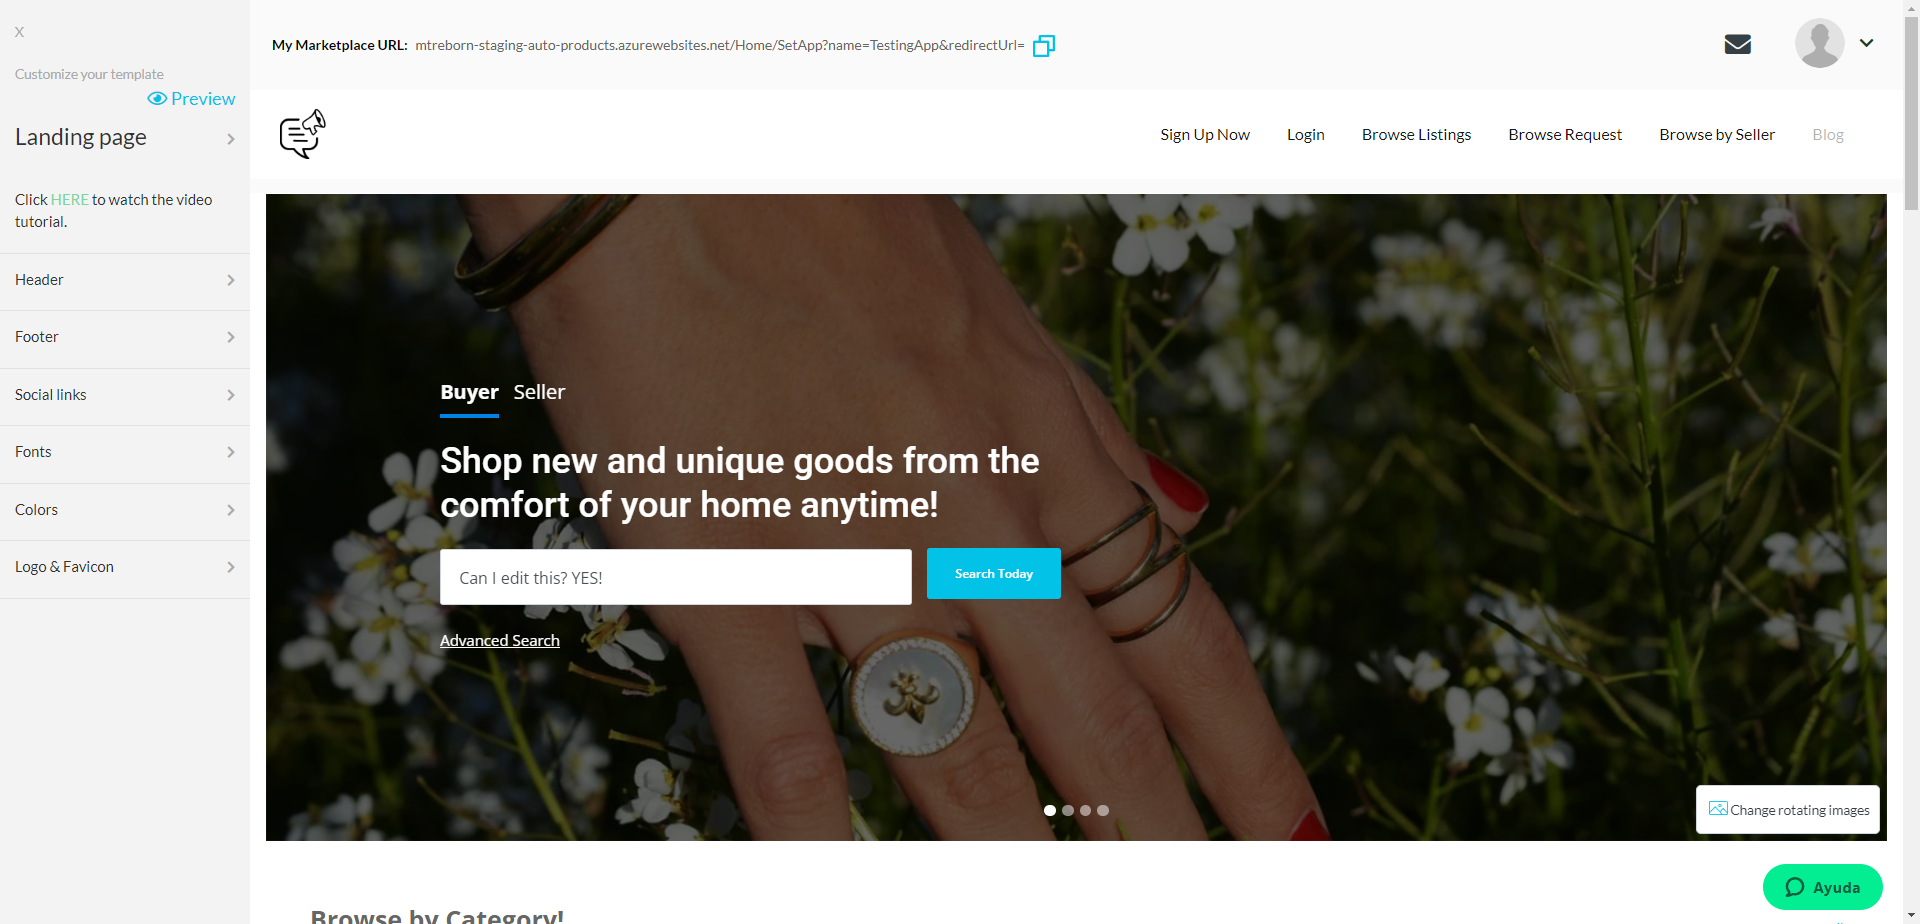 X
Customize your template
Preview
Landing page
Click HERE to watch the video
tutorial.
Header
Footer
Social links
Fonts
Colors
Logo & Favicon
My Marketplace URL: mtreborn-staging-auto-products.azurewebsites.net/Home/SetApp?name=TestingApp&redirectUrl=
Sign Up Now Login Browse Listings Browse Request Browse by Seller Blog
Buyer Seller
Shop new and unique goods from the
comfort of your home anytime!
Can I edit this? YES!
Search Today
Advanced Search
Change rotating images
Ayuda
Browse by Category!